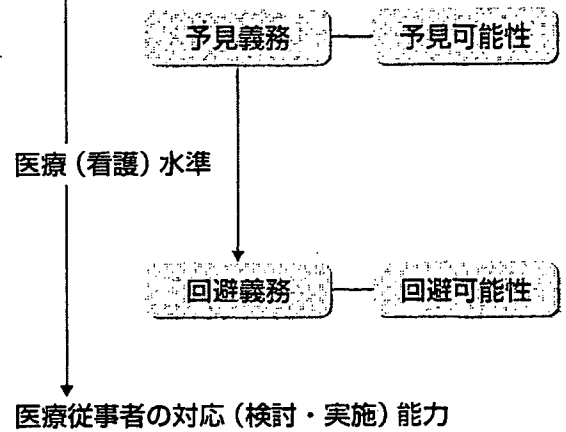 予見義務 予見可能性
医療（看護）水準
回避義務 回避可能性
医療従事者の対応（検討・実施）能力